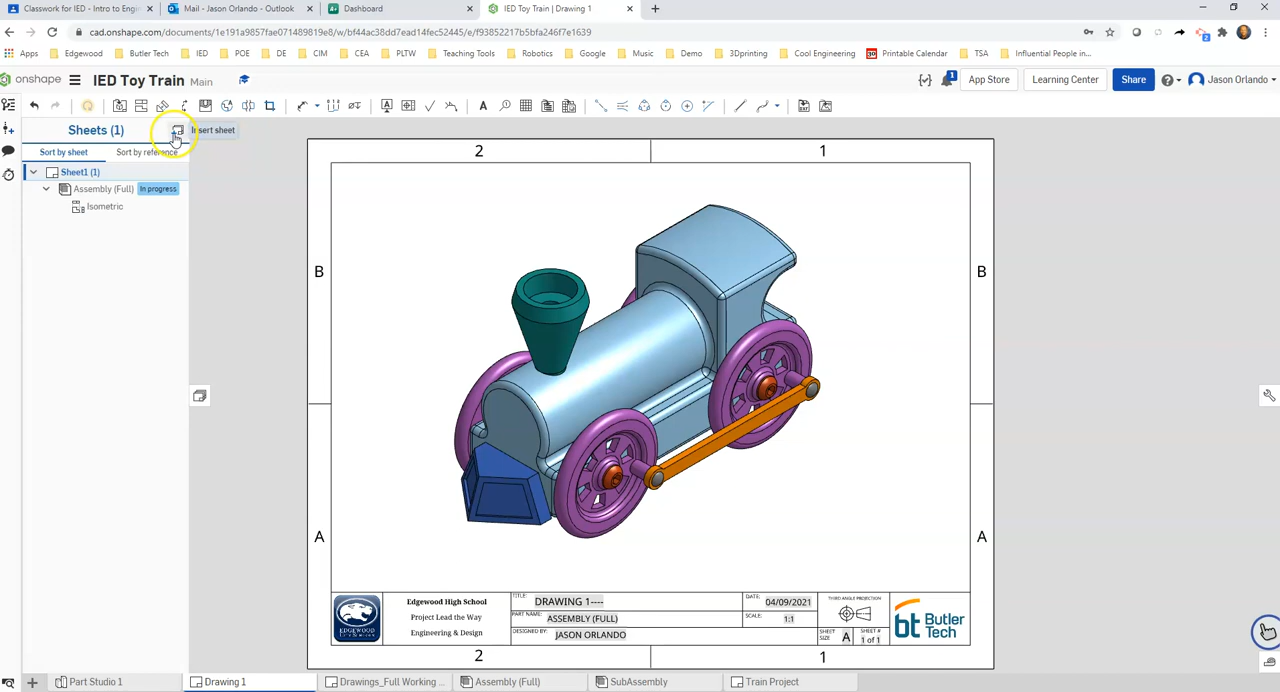 Classwork for IED - Intro to Engin
Mail - Jason Orlando - Outlook
Dashboard
IED Toy Train | Drawing 1
cad.onshape.com/documents/1e191a9857fae071489819ed/w/bf44ac38dd7ead14fec52445/e/f93852217b5bfa246f7e1639
Apps
Edgewood
Butler Tech
IED
POE
DE
CIM
CEA
PLTW
Teaching Tools
Robotics
Google
Music
Demo
3Dprinting
Cool Engineering
Printable Calendar
TSA
Influential People in...
onshape
IED Toy Train Main
App Store
Learning Center
Share
Jason Orlando
Sheets (1)
Insert sheet
Sort by sheet
Sort by reference
Sheet1 (1)
Assembly (Full) In progress
Isometric
2
1
B
B
A
A
Edgewood High School
Project Lead the Way
Engineering & Design
TITLE: DRAWING 1----
PART NAME: ASSEMBLY (FULL)
DESIGNED BY: JASON ORLANDO
DATE: 04/09/2021
SCALE: 1:1
THIRD ANGLE PROJECTION
SHEET SIZE A
SHEET # 1 of 1
bt Butler Tech
2
1
Part Studio 1
Drawing 1
Drawings_Full Working ...
Assembly (Full)
SubAssembly
Train Project